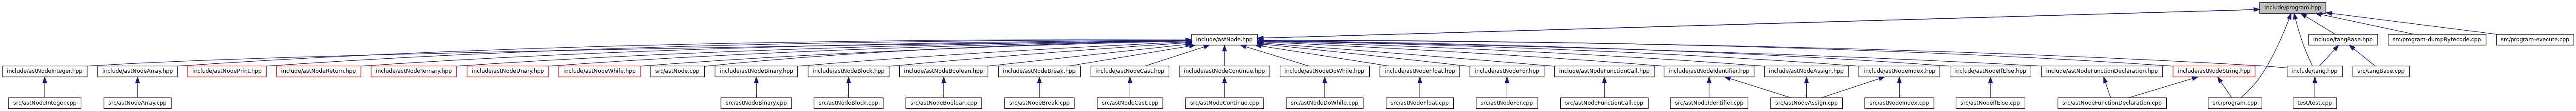 include/program.hpp
include/astNode.hpp
include/tangBase.hpp
src/program-dumpBytecode.cpp
src/program-execute.cpp
include/astNodeInteger.hpp
include/astNodeArray.hpp
include/astNodePrint.hpp
include/astNodeReturn.hpp
include/astNodeTernary.hpp
include/astNodeUnary.hpp
include/astNodeWhile.hpp
src/astNode.cpp
include/astNodeBinary.hpp
include/astNodeBlock.hpp
include/astNodeBoolean.hpp
include/astNodeBreak.hpp
include/astNodeCast.hpp
include/astNodeContinue.hpp
include/astNodeDoWhile.hpp
include/astNodeFloat.hpp
include/astNodeFor.hpp
include/astNodeFunctionCall.hpp
include/astNodeIdentifier.hpp
include/astNodeAssign.hpp
include/astNodeIndex.hpp
include/astNodeIfElse.hpp
include/astNodeFunctionDeclaration.hpp
include/astNodeString.hpp
include/tang.hpp
src/tangBase.cpp
src/astNodeInteger.cpp
src/astNodeArray.cpp
src/astNodeBinary.cpp
src/astNodeBlock.cpp
src/astNodeBoolean.cpp
src/astNodeBreak.cpp
src/astNodeCast.cpp
src/astNodeContinue.cpp
src/astNodeDoWhile.cpp
src/astNodeFloat.cpp
src/astNodeFor.cpp
src/astNodeFunctionCall.cpp
src/astNodeIdentifier.cpp
src/astNodeAssign.cpp
src/astNodeIndex.cpp
src/astNodeIfElse.cpp
src/astNodeFunctionDeclaration.cpp
src/program.cpp
test/test.cpp